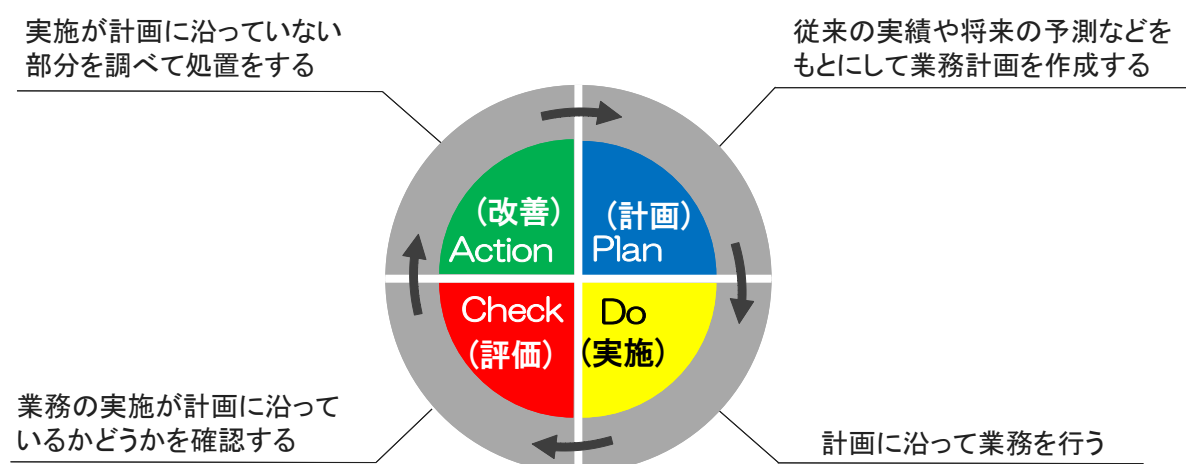 実施が計画に沿っていない
部分を調べて処置をする
従来の実績や将来の予測などを
もとにして業務計画を作成する
(改善)
Action
(計画)
Plan
Check
(評価)
Do
(実施)
業務の実施が計画に沿って
いるかどうかを確認する
計画に沿って業務を行う